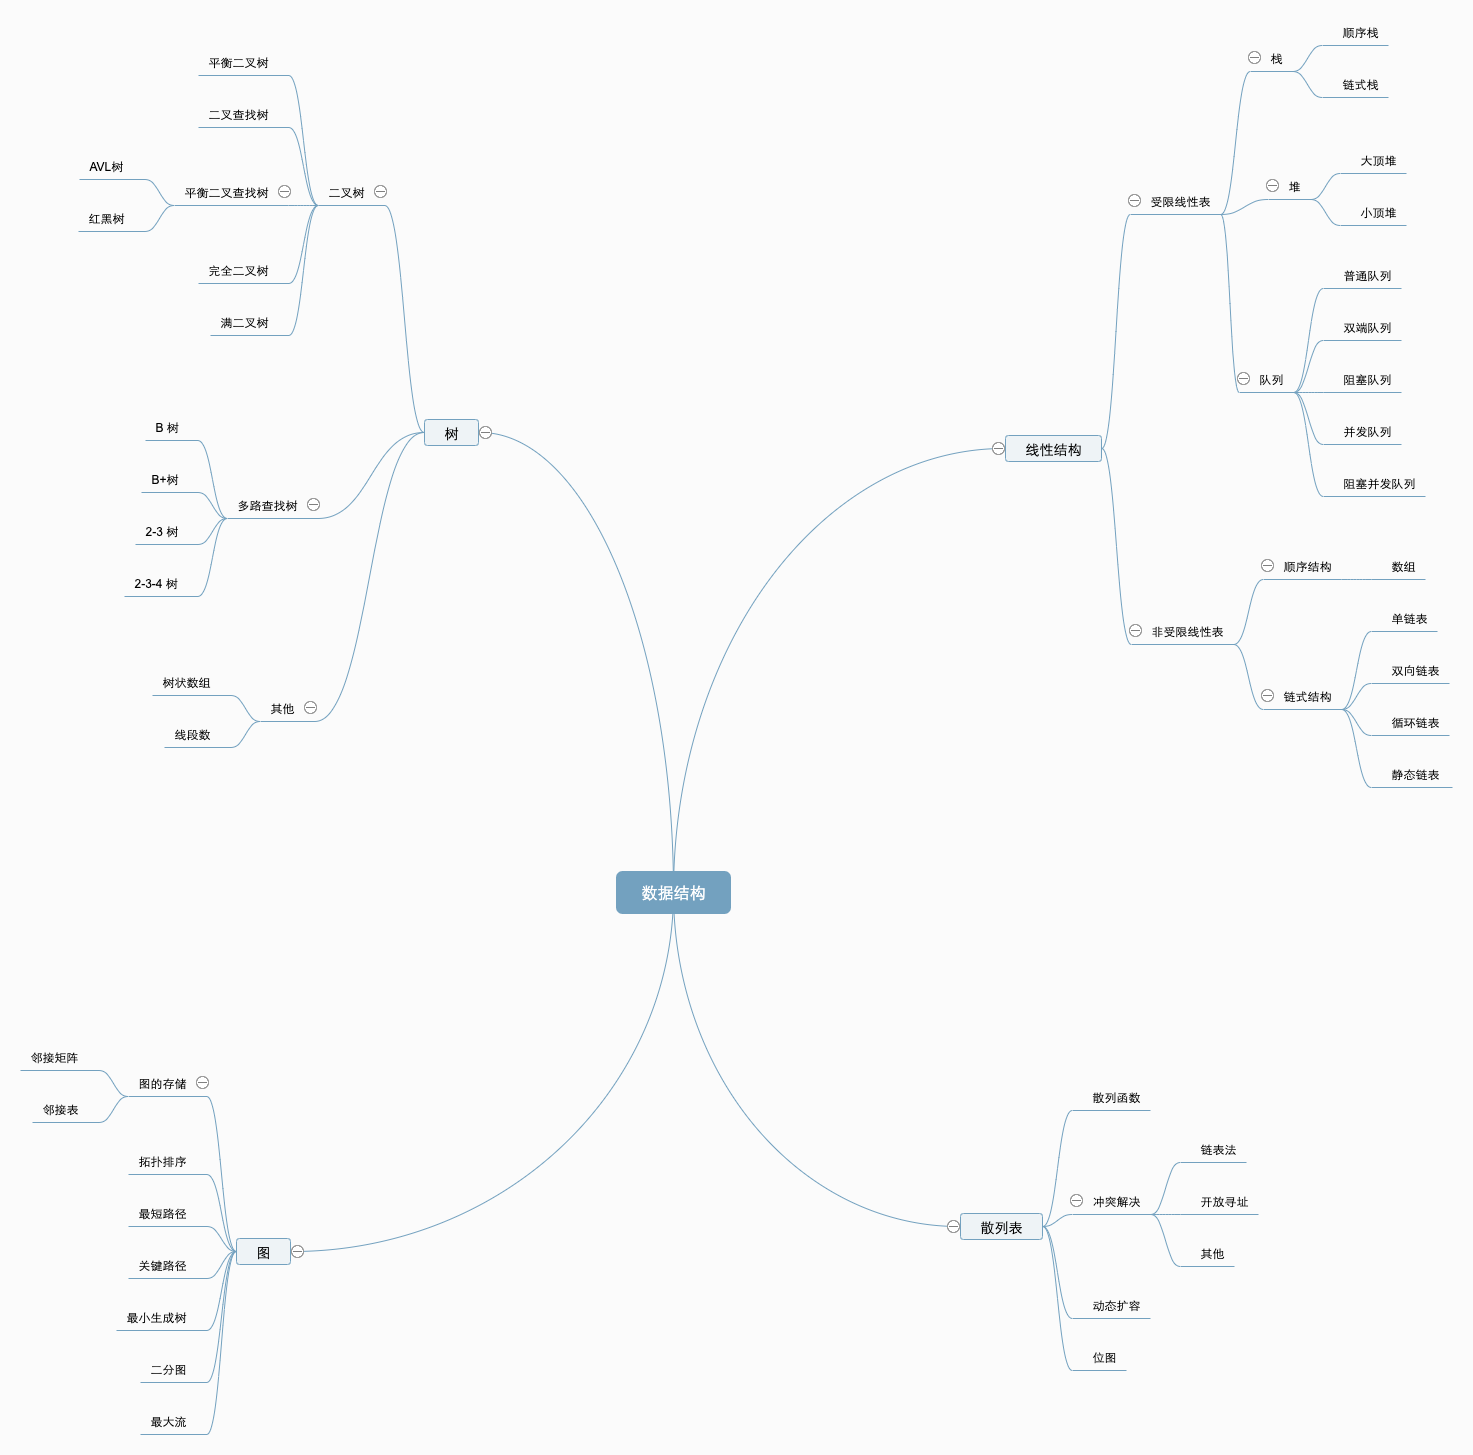 数据结构
线性结构
受限线性表
栈
顺序栈
链式栈
堆
大顶堆
小顶堆
队列
普通队列
双端队列
阻塞队列
并发队列
阻塞并发队列
非受限线性表
顺序结构
数组
链式结构
单链表
双向链表
循环链表
静态链表
散列表
散列函数
冲突解决
链表法
开放寻址
其他
动态扩容
位图
树
二叉树
平衡二叉树
二叉查找树
平衡二叉查找树
AVL树
红黑树
完全二叉树
满二叉树
多路查找树
B 树
B+树
2-3 树
2-3-4 树
其他
树状数组
线段数
图
图的存储
邻接矩阵
邻接表
拓扑排序
最短路径
关键路径
最小生成树
二分图
最大流